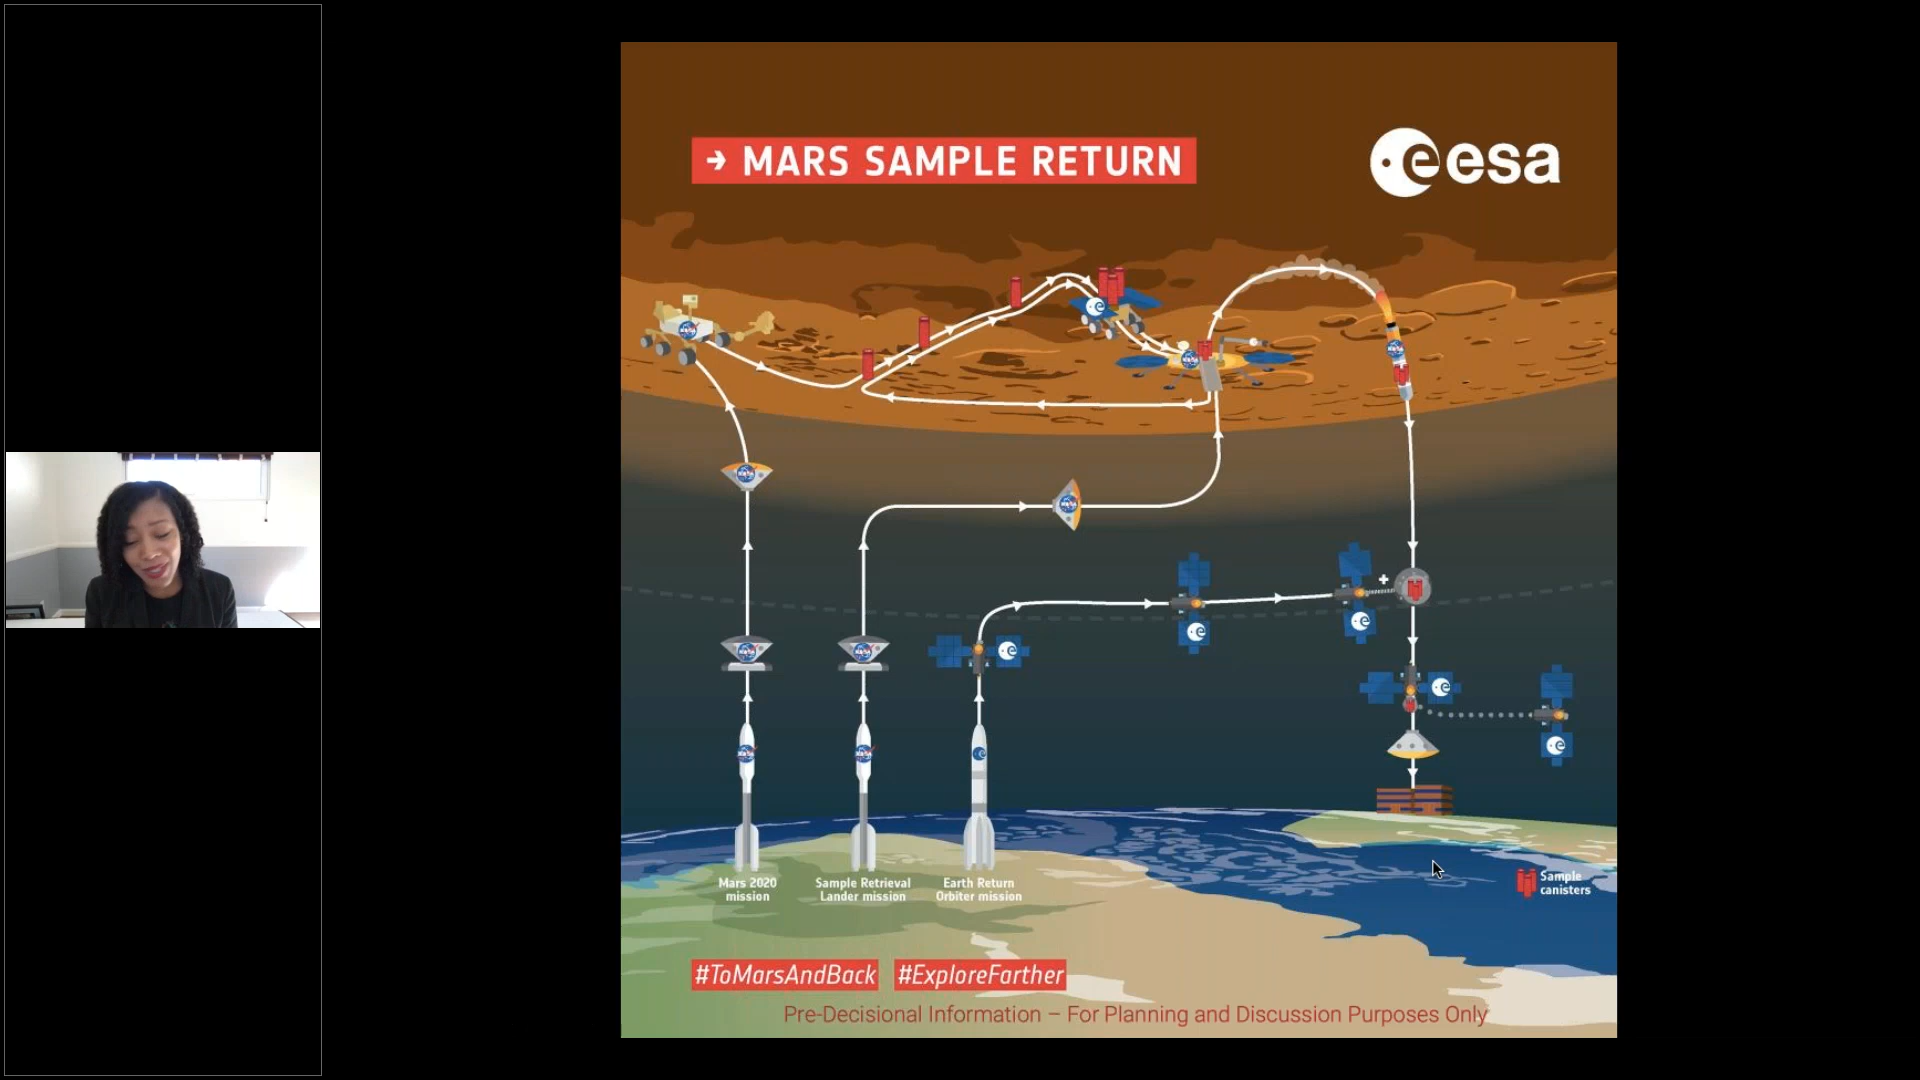 → MARS SAMPLE RETURN
esa
Mars 2020
mission
Sample Retrieval
Lander mission
Earth Return
Orbiter mission
Sample
canisters
#ToMarsAndBack #ExploreFarther
Pre-Decisional Information – For Planning and Discussion Purposes Only